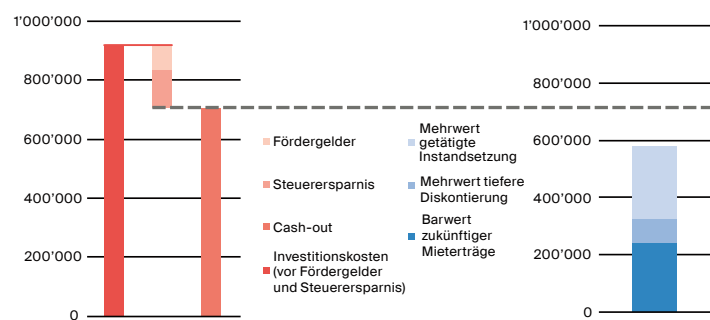 1'000'000
800'000
600'000
400'000
200'000
0
Fördergelder
Steuerersparnis
Cash-out
Investitionskosten
(vor Fördergelder
und Steuerersparnis)
Mehrwert
getätigte
Instandsetzung
Mehrwert tiefere
Diskontierung
Barwert
zukünftiger
Mieterträge
1'000'000
800'000
600'000
400'000
200'000
0